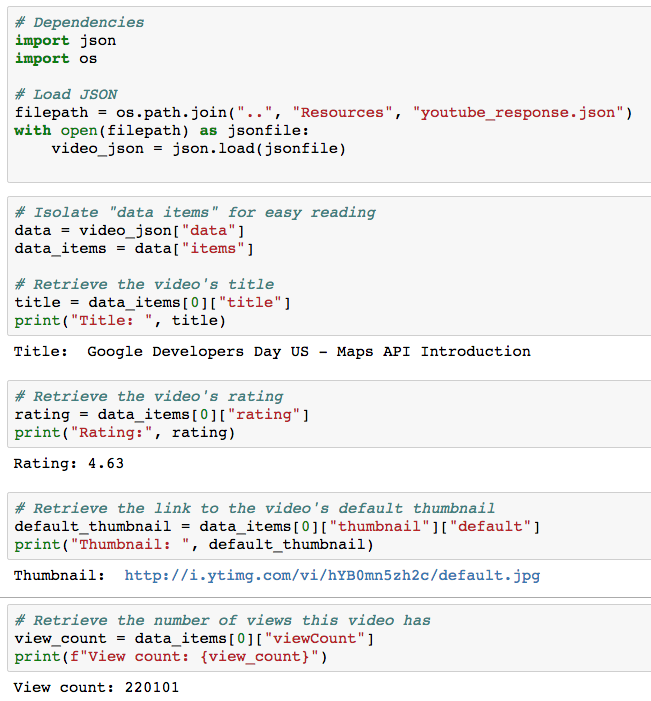 # Dependencies
import json
import os
# Load JSON
filepath = os.path.join("..", "Resources", "youtube_response.json")
with open(filepath) as jsonfile:
    video_json = json.load(jsonfile)
# Isolate "data items" for easy reading
data = video_json["data"]
data_items = data["items"]
# Retrieve the video's title
title = data_items[0]["title"]
print("Title: ", title)
Title:  Google Developers Day US - Maps API Introduction
# Retrieve the video's rating
rating = data_items[0]["rating"]
print("Rating:", rating)
Rating: 4.63
# Retrieve the link to the video's default thumbnail
default_thumbnail = data_items[0]["thumbnail"]["default"]
print("Thumbnail: ", default_thumbnail)
Thumbnail:  http://i.ytimg.com/vi/hYB0mn5zh2c/default.jpg
# Retrieve the number of views this video has
view_count = data_items[0]["viewCount"]
print(f"View count: {view_count}")
View count: 220101